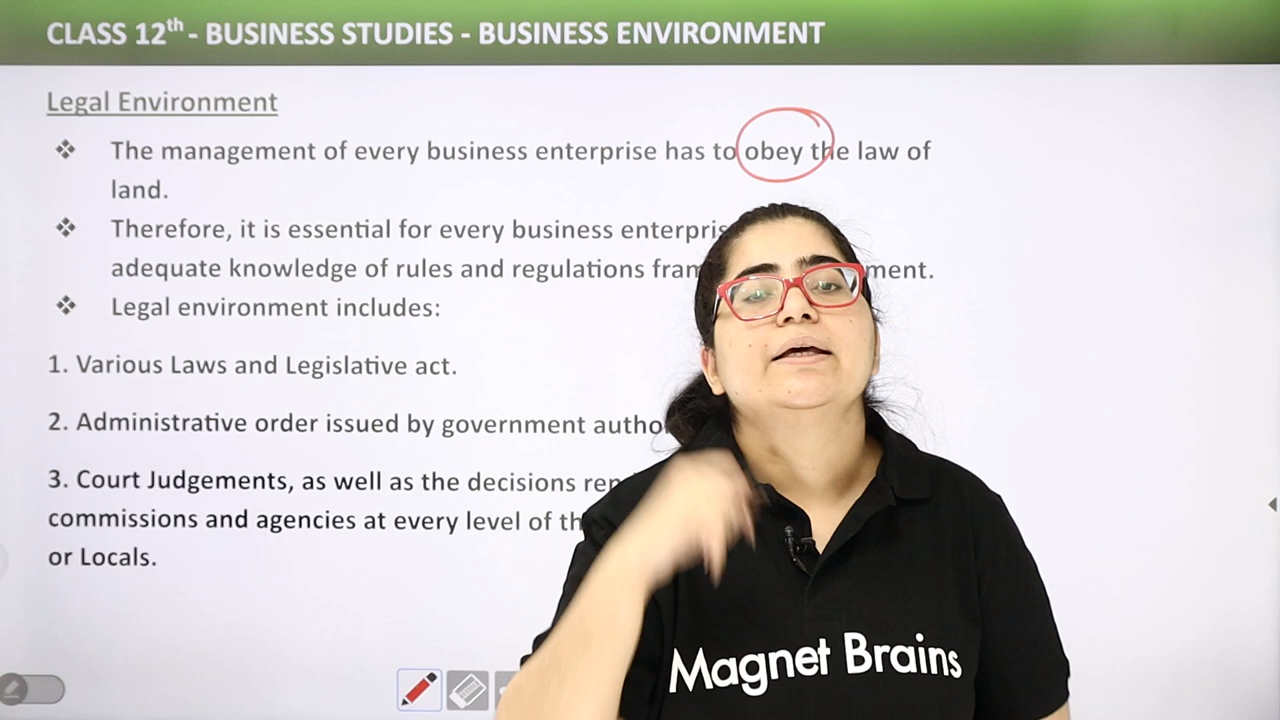 CLASS 12th - BUSINESS STUDIES - BUSINESS ENVIRONMENT
Legal Environment
❖ The management of every business enterprise has to obey the law of
land.
❖ Therefore, it is essential for every business
adequate knowledge of rules and regulations
❖ Legal environment includes:
1. Various Laws and Legislative act.
2. Administrative order issued by government
3. Court Judgements, as well as the decisions
commissions and agencies at every level of
or Locals.
Magnet Brains